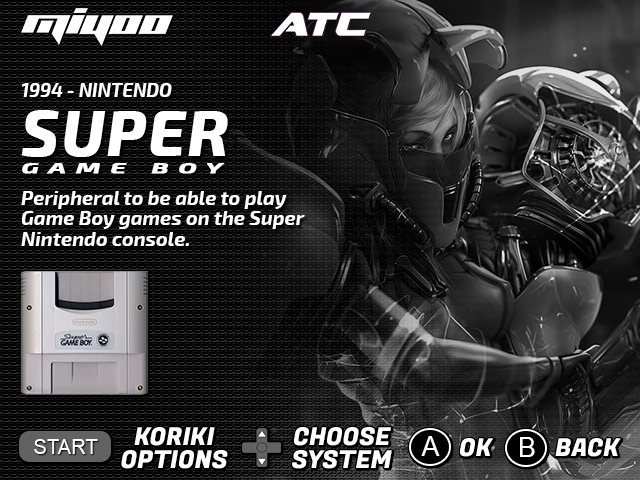 miyoo
ATC
1994 - NINTENDO
SUPER
GAME BOY
Peripheral to be able to play
Game Boy games on the Super
Nintendo console.
Super
GAME BOY
START
KORIKI
OPTIONS
CHOOSE
SYSTEM
A
OK
B
BACK